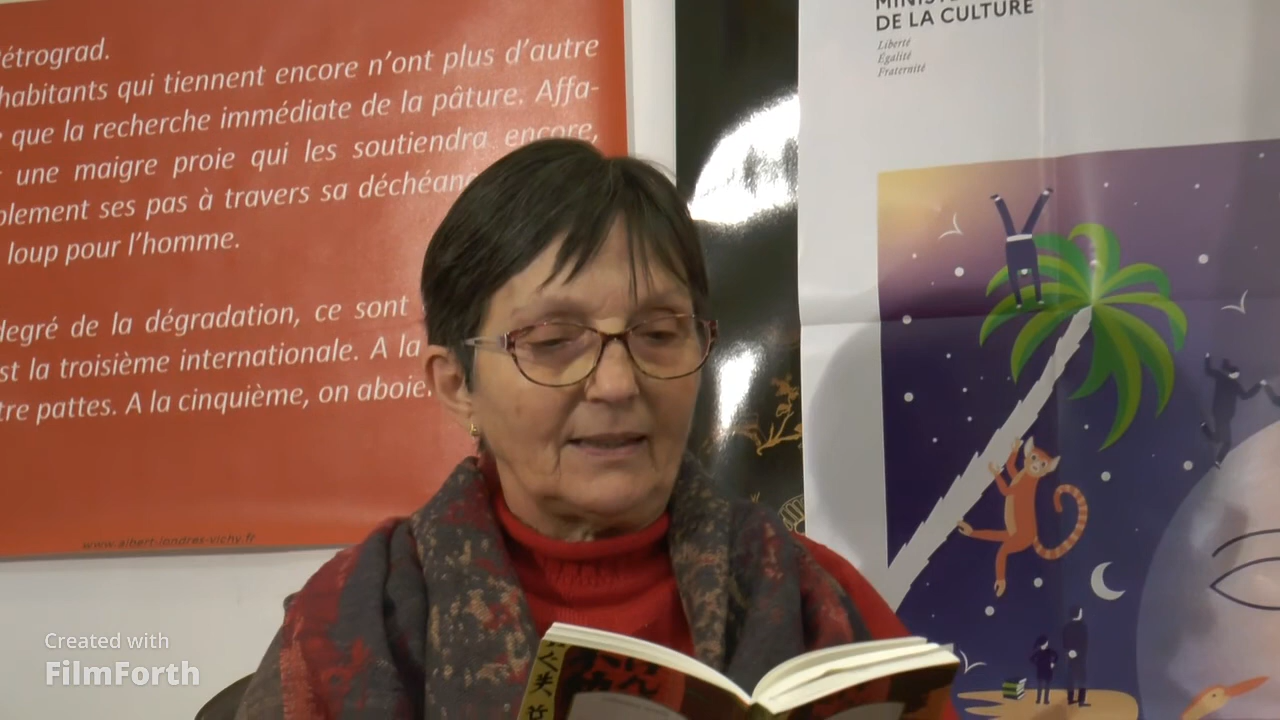 étrograd.
habitants qui tiennent encore n'ont plus d'autre
que la recherche immédiate de la pâture. Affa-
une maigre proie qui les soutiendra encore,
blement ses pas à travers sa déchéan
loup pour l'homme.
degré de la dégradation, ce sont
st la troisième internationale. A la
tre pattes. A la cinquième, on aboie.
www.albert-londres-vichy.fr
DE LA CULTURE
Liberté
Égalité
Fraternité
Created with
FilmForth